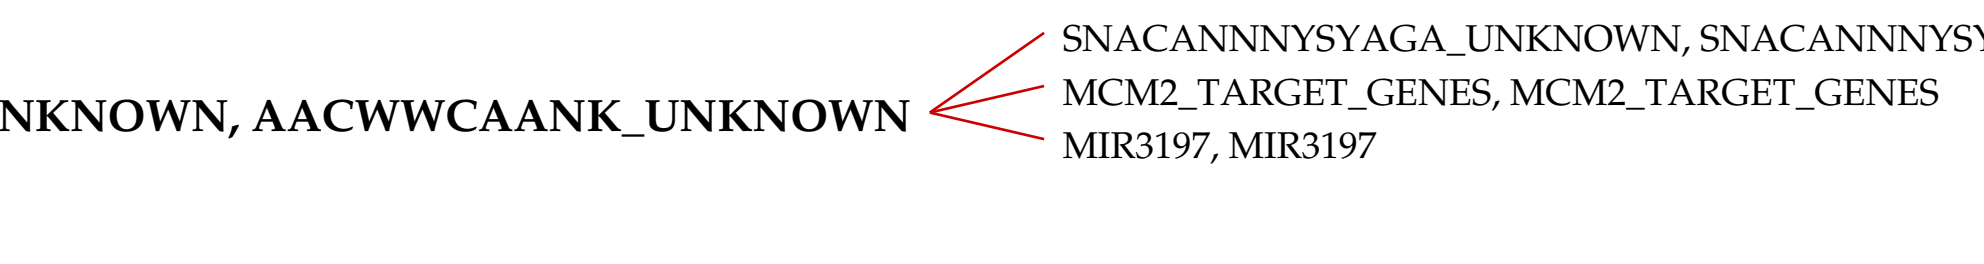 NKNOWN, AACWWCAANK_UNKNOWN
SNACANNNYSYAGA_UNKNOWN, SNACANNNYSY
MCM2_TARGET_GENES, MCM2_TARGET_GENES
MIR3197, MIR3197